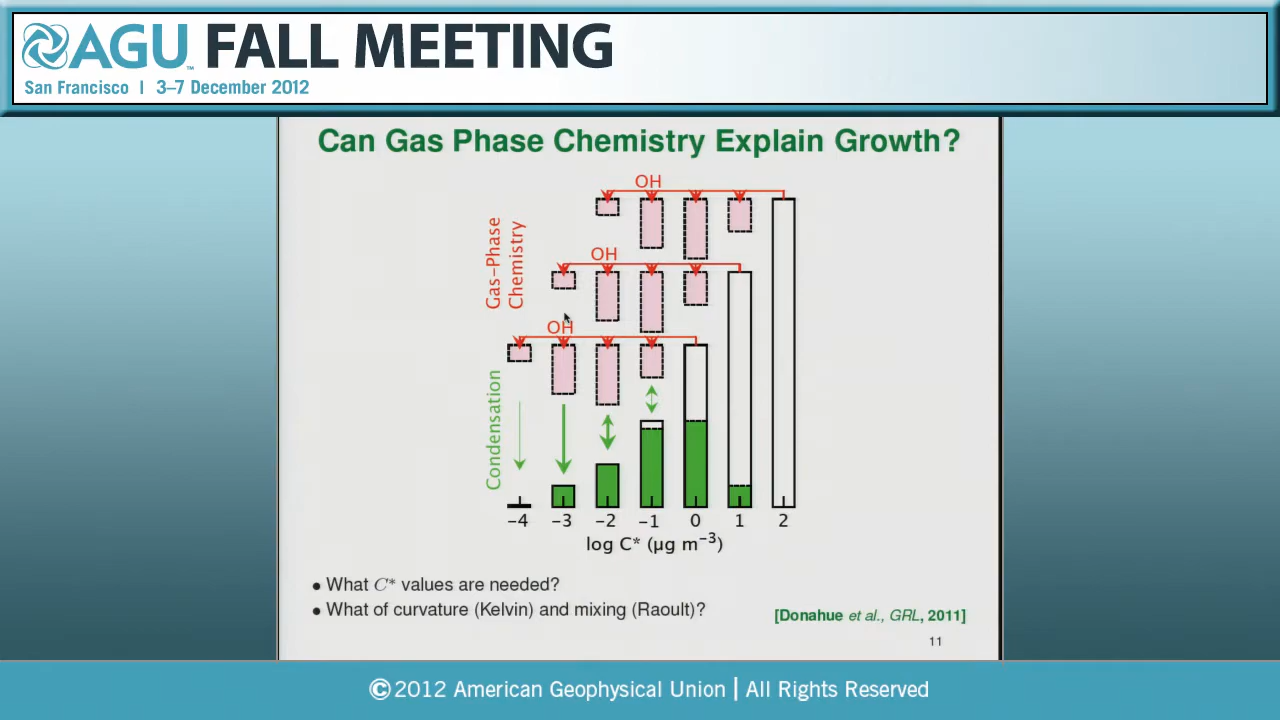 AGU™ FALL MEETING
San Francisco | 3–7 December 2012
Can Gas Phase Chemistry Explain Growth?
OH
Gas–Phase
Chemistry
OH
OH
Condensation
−4 −3 −2 −1 0 1 2
log C* (μg m⁻³)
• What C* values are needed?
• What of curvature (Kelvin) and mixing (Raoult)?
[Donahue et al., GRL, 2011]
11
©2012 American Geophysical Union | All Rights Reserved